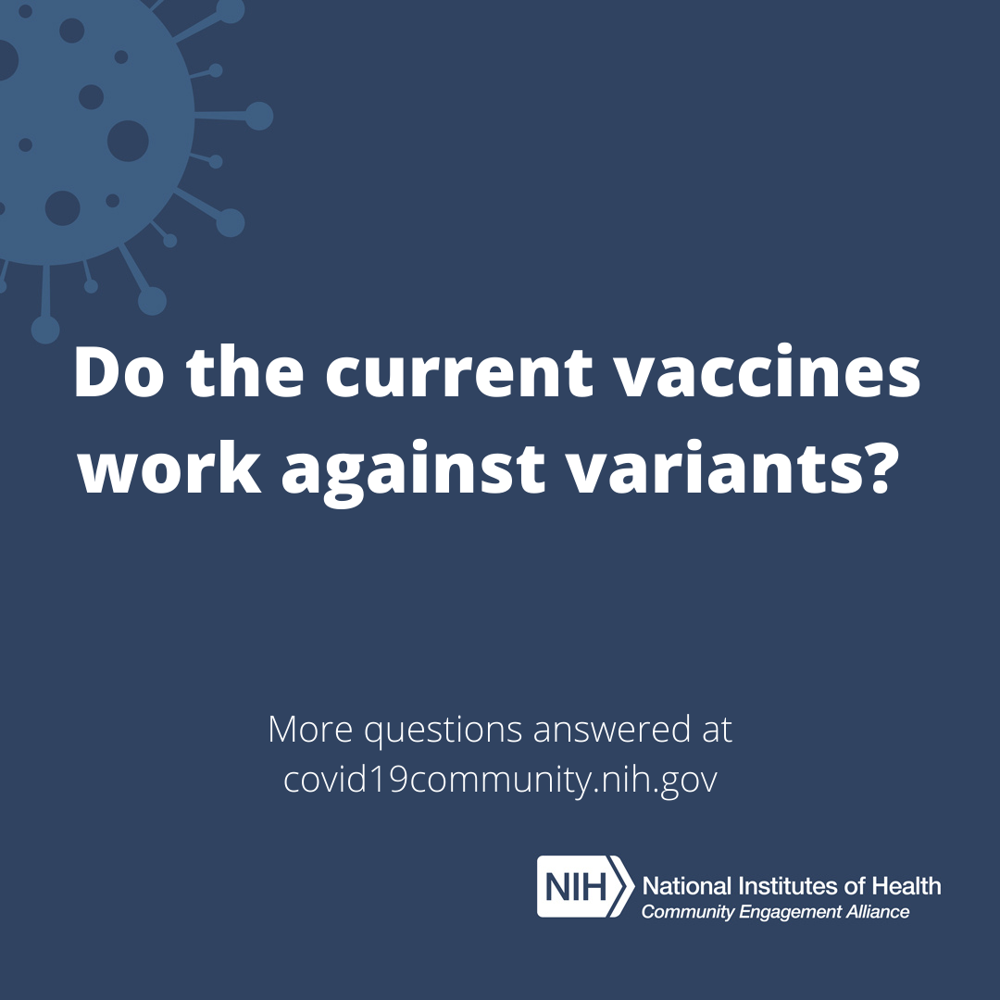 Do the current vaccines
work against variants?
More questions answered at
covid19community.nih.gov
NIH National Institutes of Health
Community Engagement Alliance